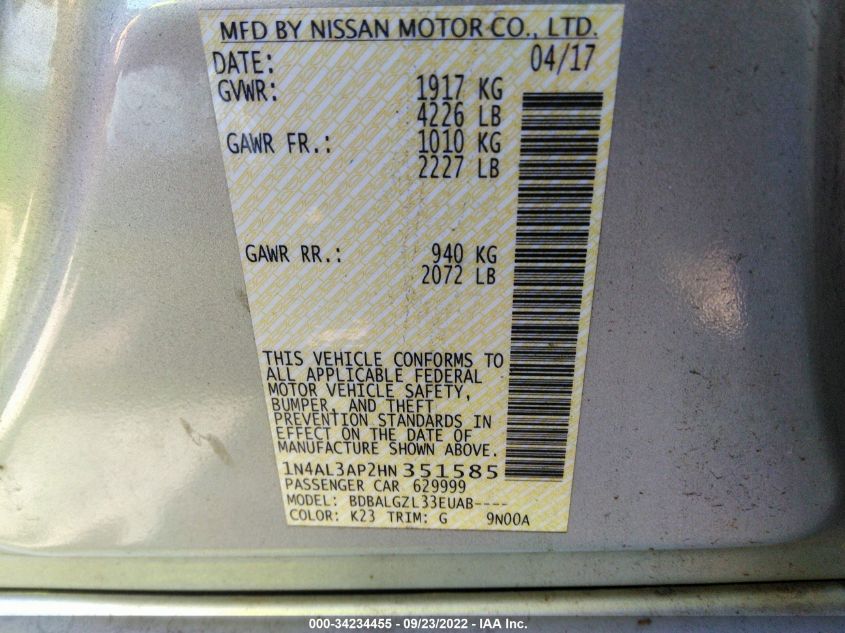 MFD BY NISSAN MOTOR CO., LTD.
DATE: 04/17
GVWR: 1917 KG
4226 LB
GAWR FR.: 1010 KG
2227 LB
GAWR RR.: 940 KG
2072 LB
THIS VEHICLE CONFORMS TO
ALL APPLICABLE FEDERAL
MOTOR VEHICLE SAFETY,
BUMPER, AND THEFT
PREVENTION STANDARDS IN
EFFECT ON THE DATE OF
MANUFACTURE SHOWN ABOVE.
1N4AL3AP2HN351585
PASSENGER CAR 629999
MODEL: BDBALGZL33EUAB----
COLOR: K23 TRIM: G 9N00A
000-34234455 - 09/23/2022 - IAA Inc.